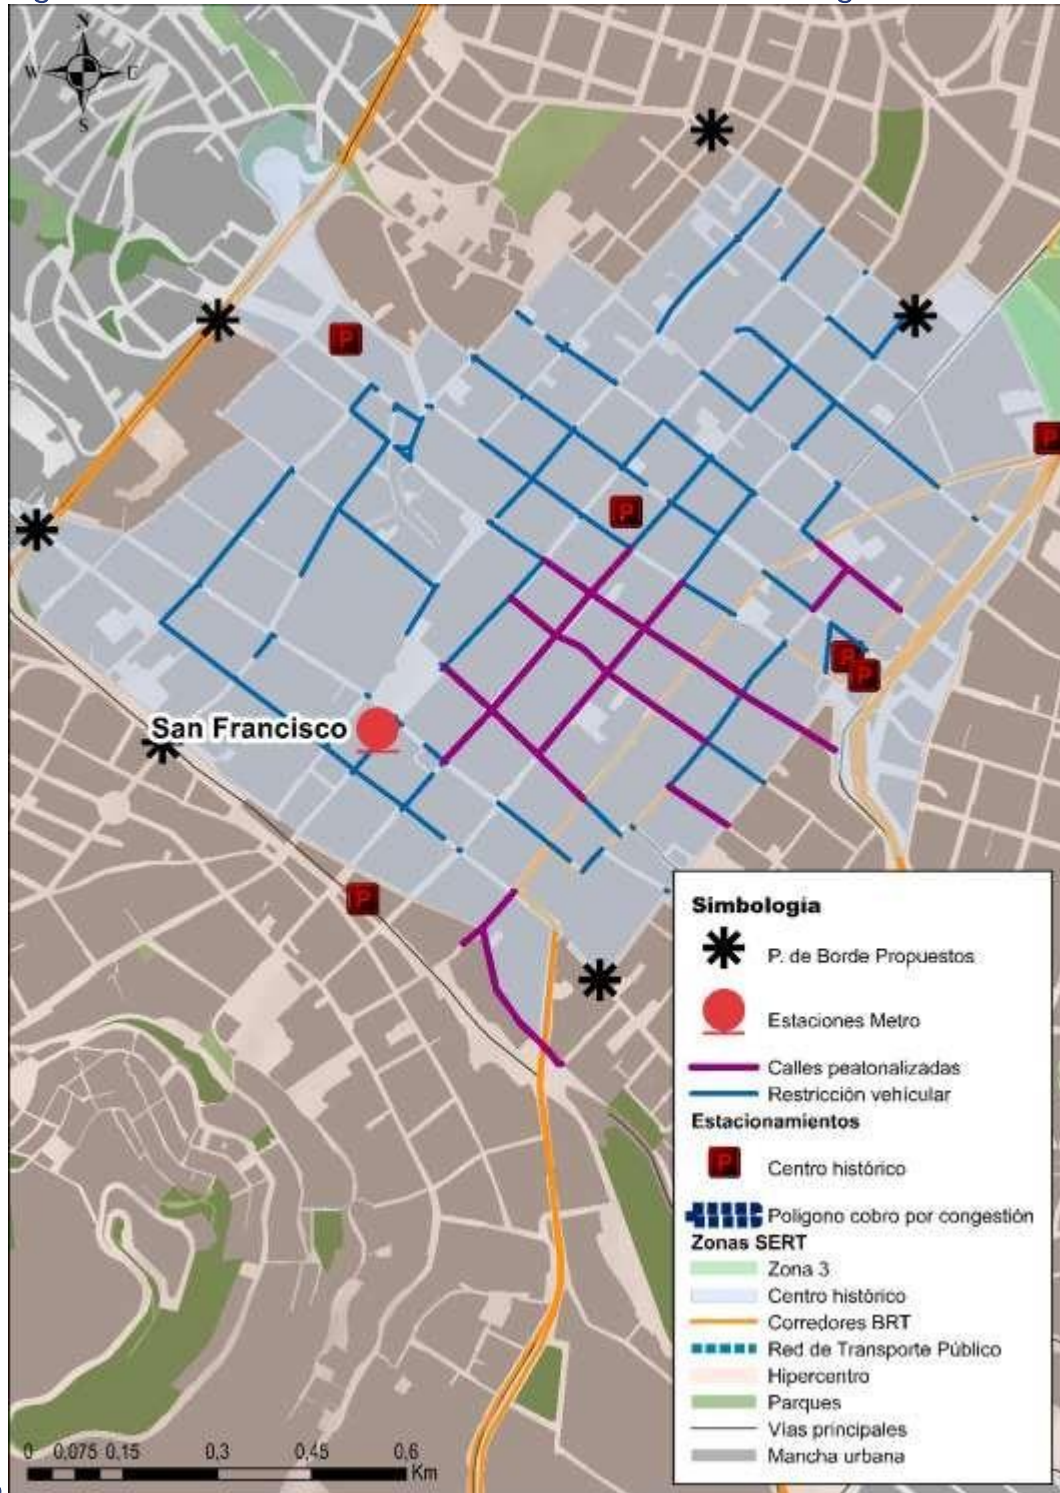 N
W E
S
P
P
P
San Francisco
P
P
P
Simbología
P. de Borde Propuestos
Estaciones Metro
Calles peatonalizadas
Restricción vehícular
Estacionamientos
P Centro histórico
Polígono cobro por congestión
Zonas SERT
Zona 3
Centro histórico
Corredores BRT
Red de Transporte Público
Hipercentro
Parques
Vías principales
Mancha urbana
0 0,075 0,15 0,3 0,45 0,6
Km